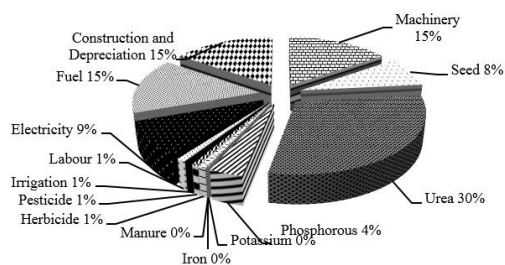 Machinery
15%
Seed 8%
Urea 30%
Phosphorous 4%
Potassium 0%
Iron 0%
Manure 0%
Herbicide 1%
Pesticide 1%
Irrigation 1%
Labour 1%
Electricity 9%
Fuel 15%
Construction and
Depreciation 15%